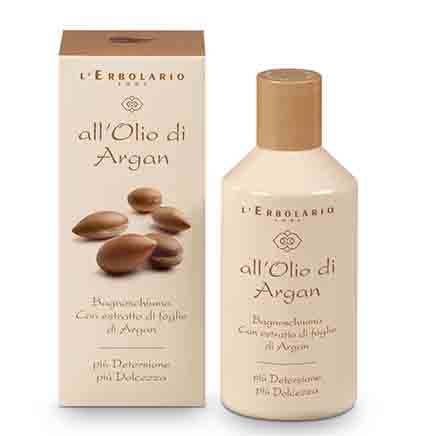 L'ERBOLARIO
LODI
all'Olio di
Argan
Bagnoschiuma
Con estratto di foglie
di Argan
più Detersione
più Dolcezza
L'ERBOLARIO
LODI
all'Olio di
Argan
Bagnoschiuma
Con estratto di foglie
di Argan
più Detersione
più Dolcezza